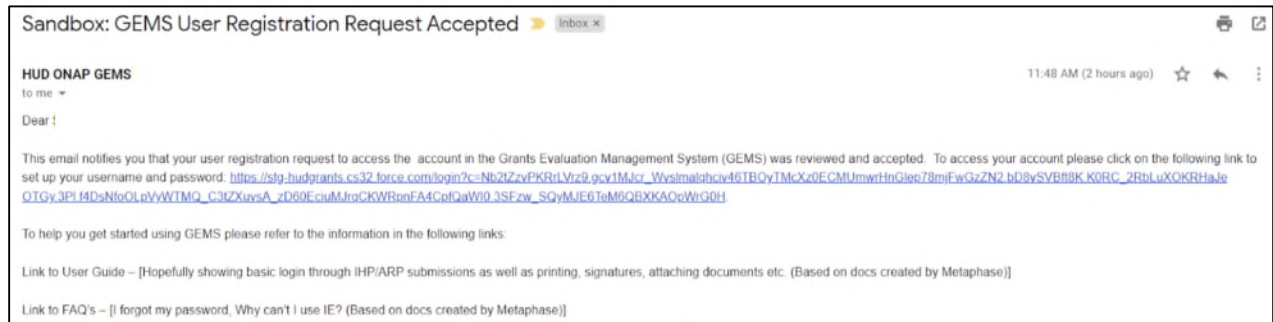 Sandbox: GEMS User Registration Request Accepted Inbox ×
HUD ONAP GEMS 11:48 AM (2 hours ago)
to me
Dear
This email notifies you that your user registration request to access the account in the Grants Evaluation Management System (GEMS) was reviewed and accepted. To access your account please click on the following link to
set up your username and password:
To help you get started using GEMS please refer to the information in the following links:
Link to User Guide – [Hopefully showing basic login through IHP/ARP submissions as well as printing, signatures, attaching documents etc. (Based on docs created by Metaphase)]
Link to FAQ's – [I forgot my password, Why can't I use IE? (Based on docs created by Metaphase)]